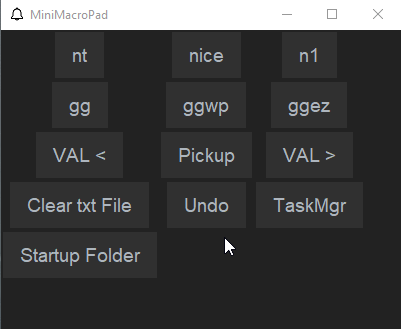 MiniMacroPad
nt nice n1
gg ggwp ggez
VAL < Pickup VAL >
Clear txt File Undo TaskMgr
Startup Folder